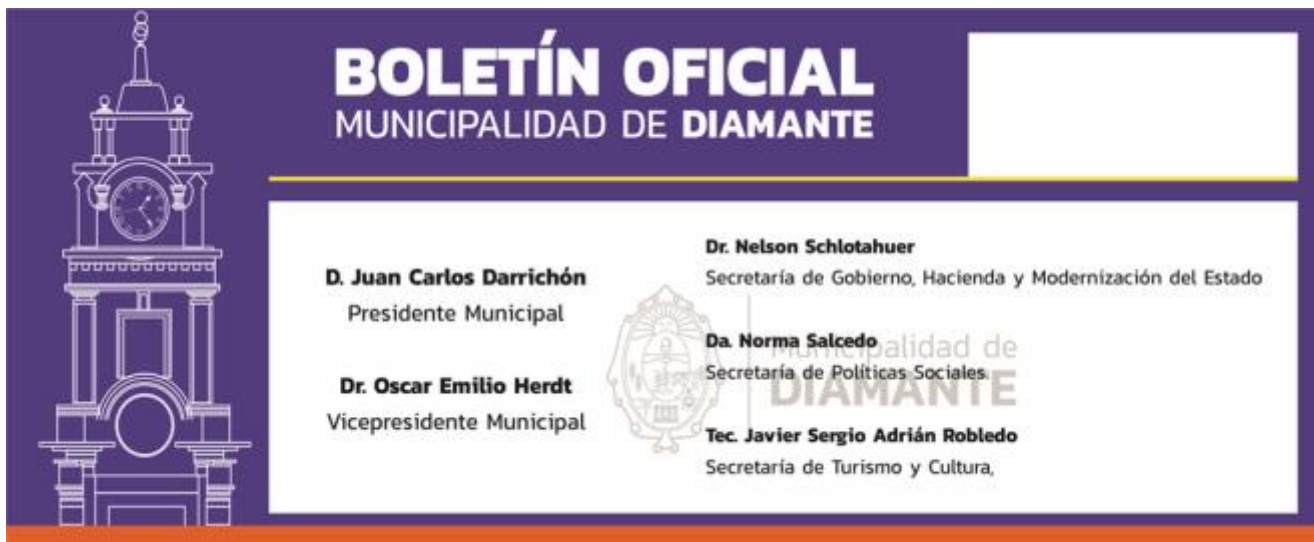 BOLETÍN OFICIAL
MUNICIPALIDAD DE DIAMANTE
D. Juan Carlos Darrichón
Presidente Municipal
Dr. Oscar Emilio Herdt
Vicepresidente Municipal
Dr. Nelson Schlotahuer
Secretaría de Gobierno, Hacienda y Modernización del Estado
Da. Norma Salcedo
Secretaría de Políticas Sociales
Tec. Javier Sergio Adrián Robledo
Secretaría de Turismo y Cultura,
Municipalidad de
DIAMANTE